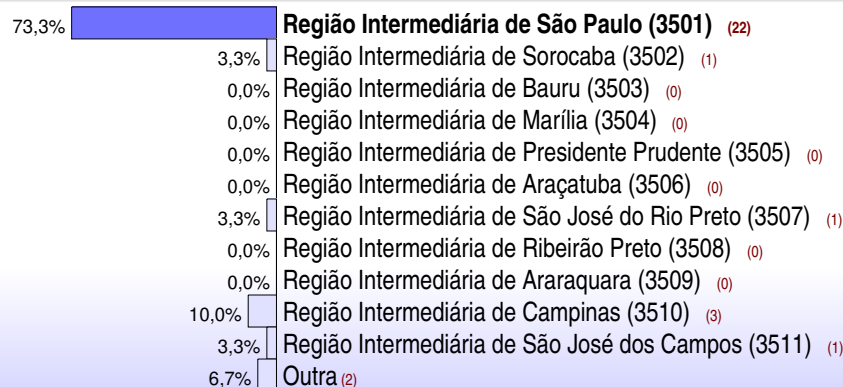 73,3% Região Intermediária de São Paulo (3501) (22)
3,3% Região Intermediária de Sorocaba (3502) (1)
0,0% Região Intermediária de Bauru (3503) (0)
0,0% Região Intermediária de Marília (3504) (0)
0,0% Região Intermediária de Presidente Prudente (3505) (0)
0,0% Região Intermediária de Araçatuba (3506) (0)
3,3% Região Intermediária de São José do Rio Preto (3507) (1)
0,0% Região Intermediária de Ribeirão Preto (3508) (0)
0,0% Região Intermediária de Araraquara (3509) (0)
10,0% Região Intermediária de Campinas (3510) (3)
3,3% Região Intermediária de São José dos Campos (3511) (1)
6,7% Outra (2)